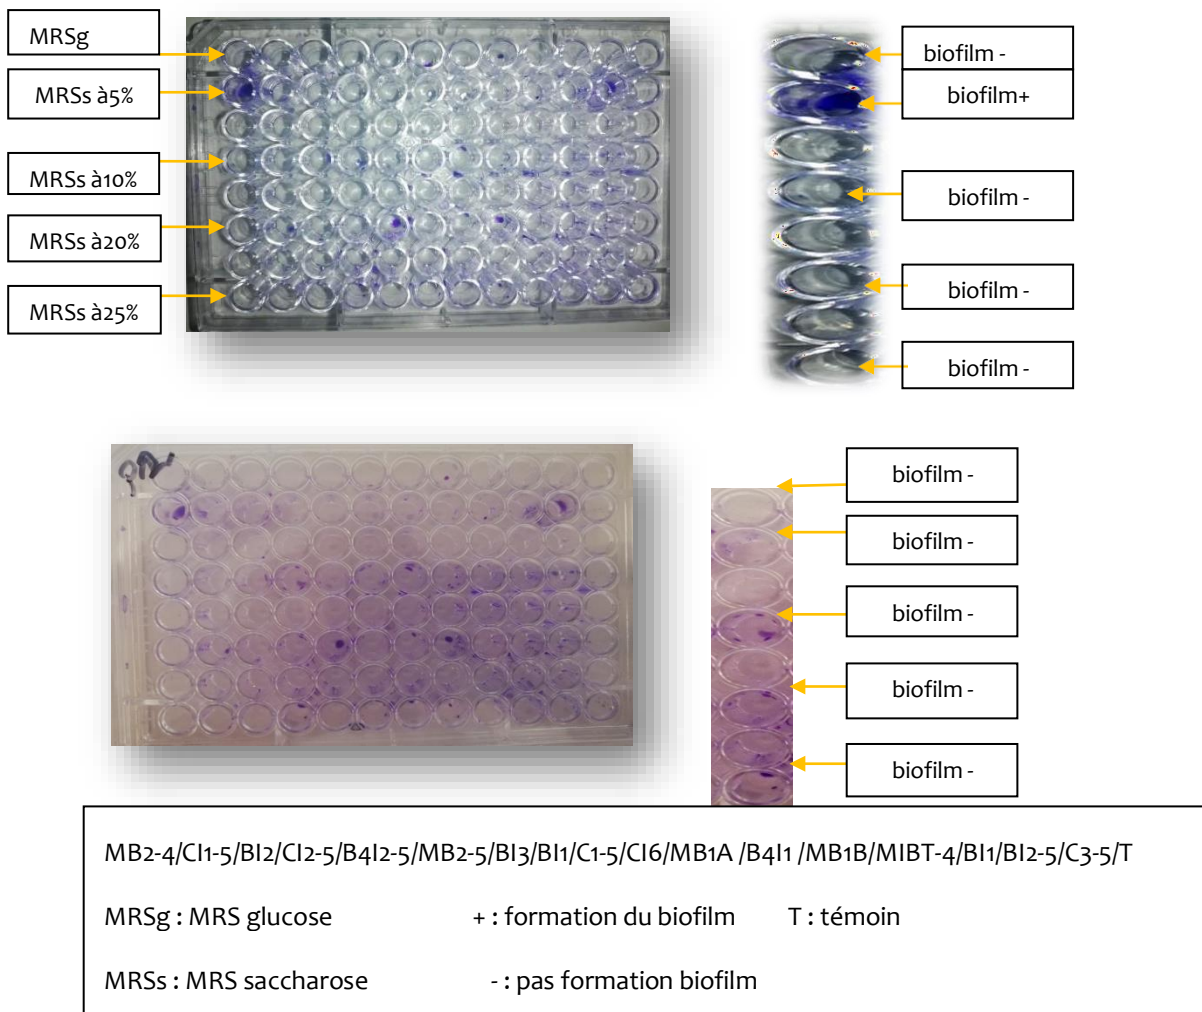 MRSg
MRSs à5%
MRSs à10%
MRSs à20%
MRSs à25%
biofilm -
biofilm+
biofilm -
biofilm -
biofilm -
biofilm -
biofilm -
biofilm -
biofilm -
biofilm -
MB2-4/CI1-5/BI2/CI2-5/B4I2-5/MB2-5/BI3/BI1/C1-5/CI6/MB1A /B4I1 /MB1B/MIBT-4/BI1/BI2-5/C3-5/T
MRSg : MRS glucose + : formation du biofilm T : témoin
MRSs : MRS saccharose - : pas formation biofilm